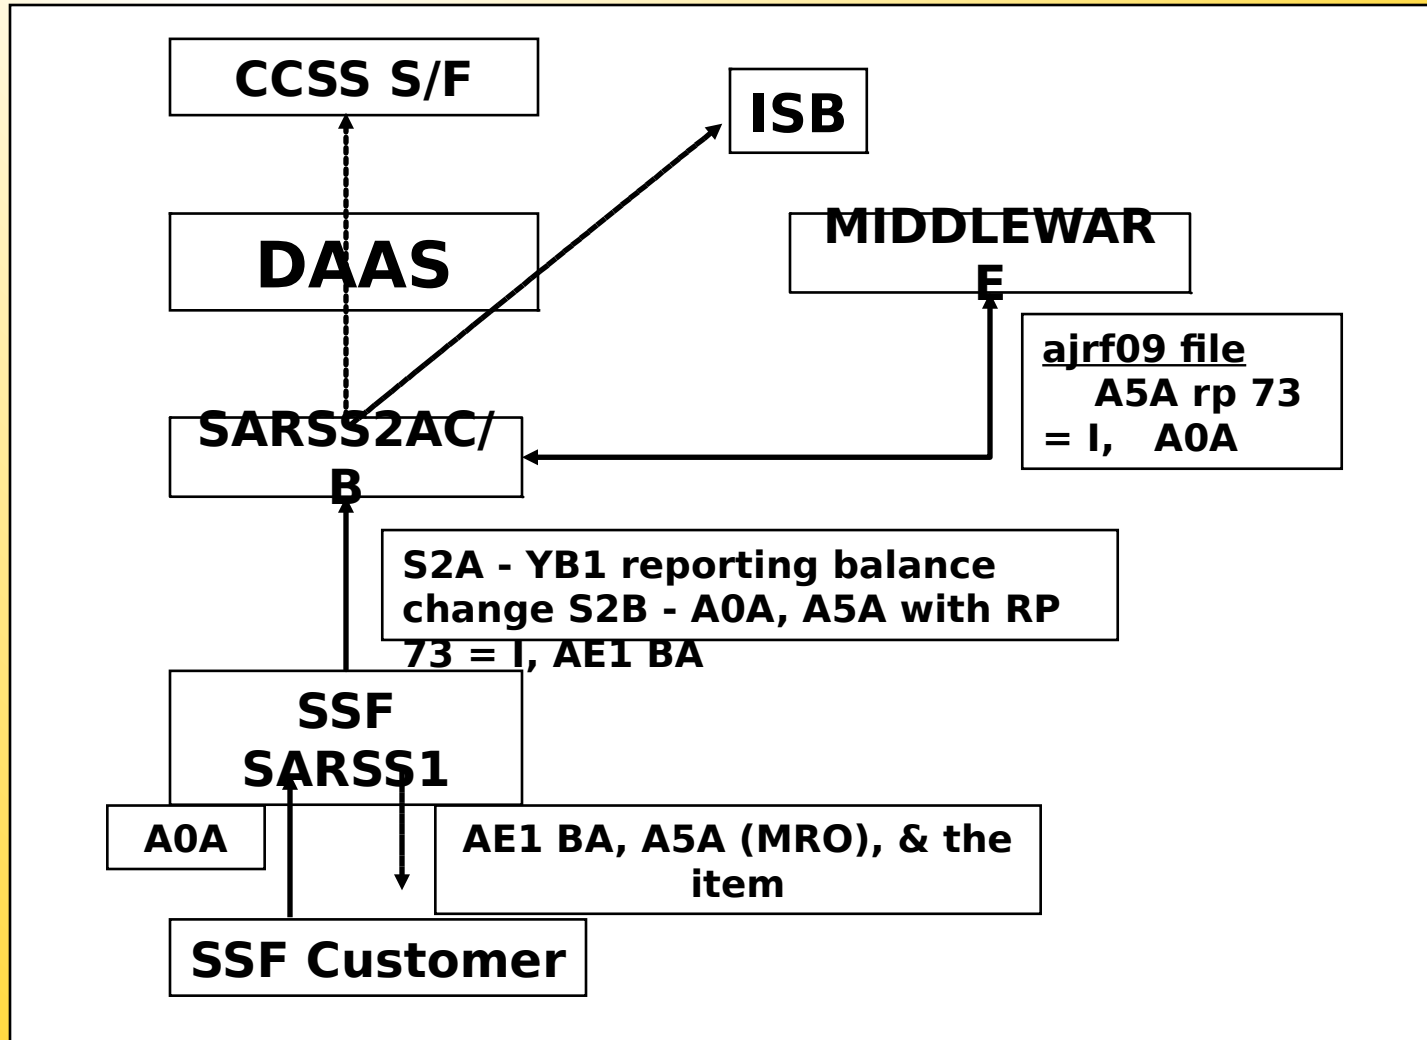 CCSS S/F
ISB
DAAS
MIDDLEWAR
E
ajrf09 file
A5A rp 73
= I, A0A
SARSS2AC/
B
S2A - YB1 reporting balance
change S2B - A0A, A5A with RP
73 = I, AE1 BA
SSF
SARSS1
A0A
AE1 BA, A5A (MRO), & the
item
SSF Customer